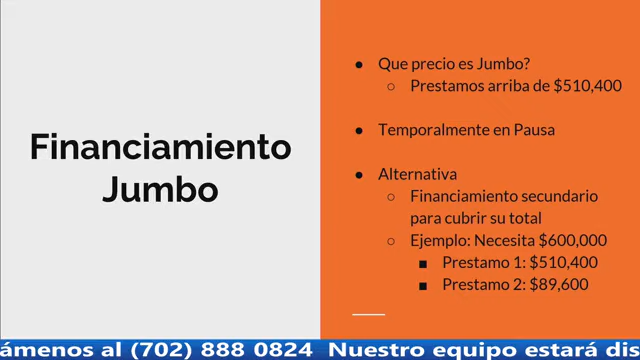 Financiamiento
Jumbo
● Que precio es Jumbo?
○ Prestamos arriba de $510,400
● Temporalmente en Pausa
● Alternativa
○ Financiamiento secundario
para cubrir su total
○ Ejemplo: Necesita $600,000
■ Prestamo 1: $510,400
■ Prestamo 2: $89,600
ámenos al (702) 888 0824 Nuestro equipo estará dis